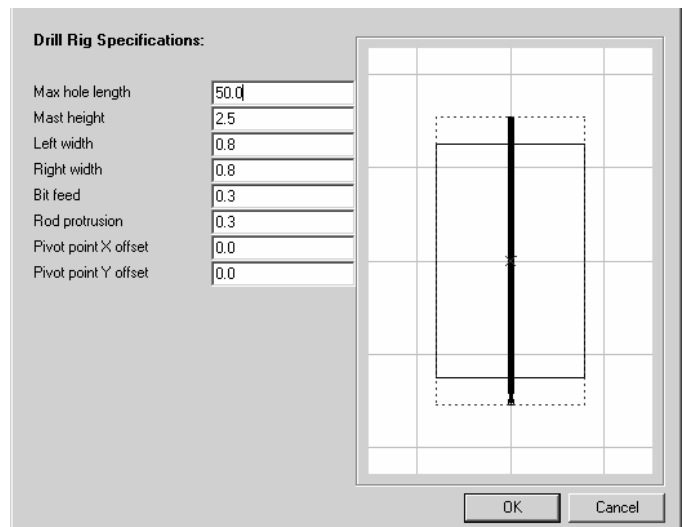 Drill Rig Specifications:
Max hole length 50.0
Mast height 2.5
Left width 0.8
Right width 0.8
Bit feed 0.3
Rod protrusion 0.3
Pivot point X offset 0.0
Pivot point Y offset 0.0
OK Cancel